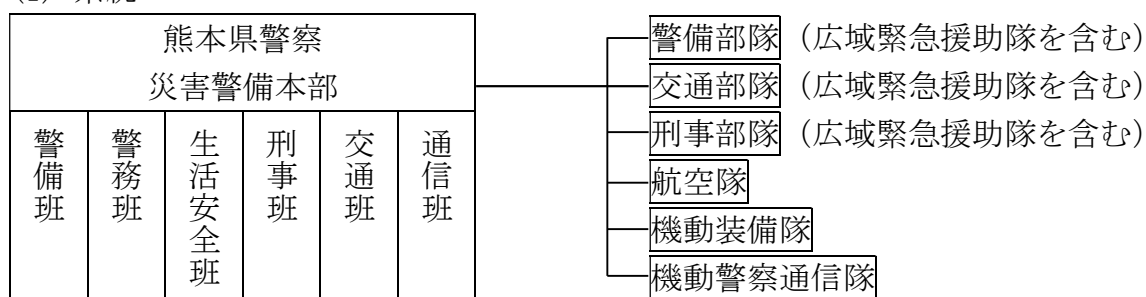 熊本県警察
災害警備本部
警備班
警務班
生活安全班
刑事班
交通班
通信班
警備部隊（広域緊急援助隊を含む）
交通部隊（広域緊急援助隊を含む）
刑事部隊（広域緊急援助隊を含む）
航空隊
機動装備隊
機動警察通信隊